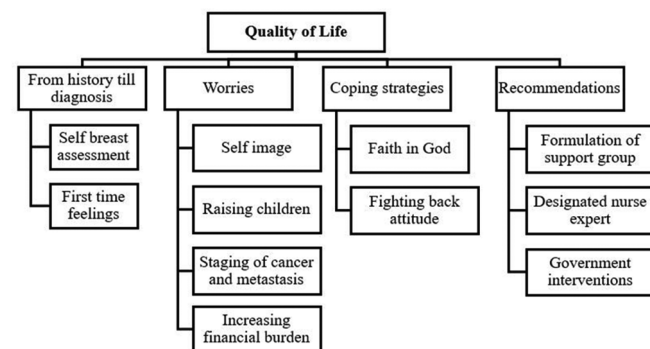 Quality of Life
From history till
diagnosis
Worries
Coping strategies
Recommendations
Self breast
assessment
First time
feelings
Self image
Raising children
Staging of cancer
and metastasis
Increasing
financial burden
Faith in God
Fighting back
attitude
Formulation of
support group
Designated nurse
expert
Government
interventions